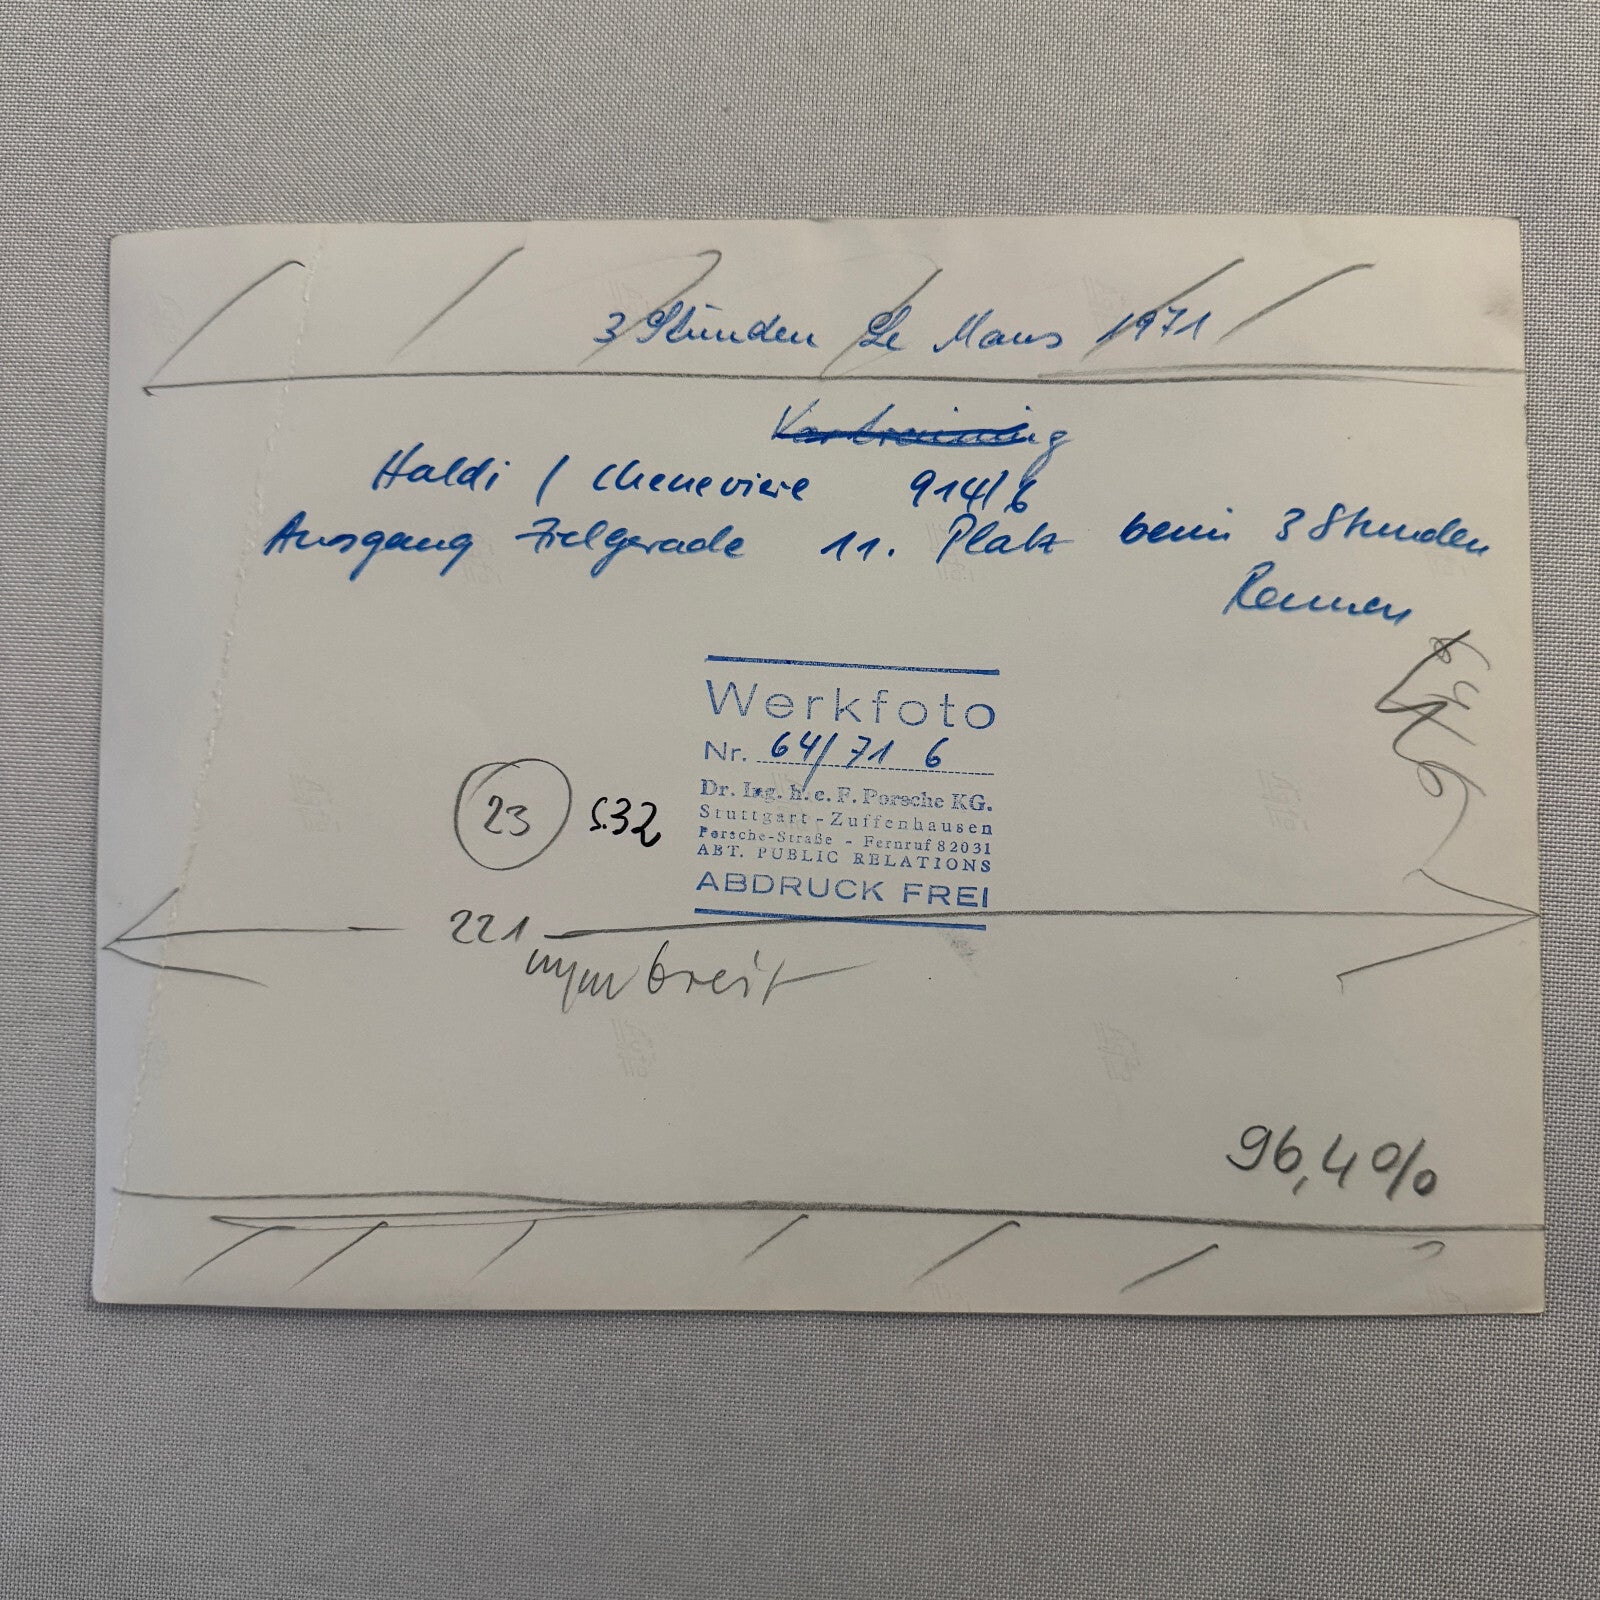 3 Stunden Le Mans 1971
Vortraining
Haldi / Cheneviere 914/6
Ausgang Zielgerade 11. Platz beim 3 Stunden
Rennen
Werkfoto
Nr. 64/71 6
Dr. Ing. h. c. F. Porsche KG.
Stuttgart - Zuffenhausen
Porsche-Straße - Fernruf 82031
ABT. PUBLIC RELATIONS
ABDRUCK FREI
23 S.32
221
mm breit
96,4%